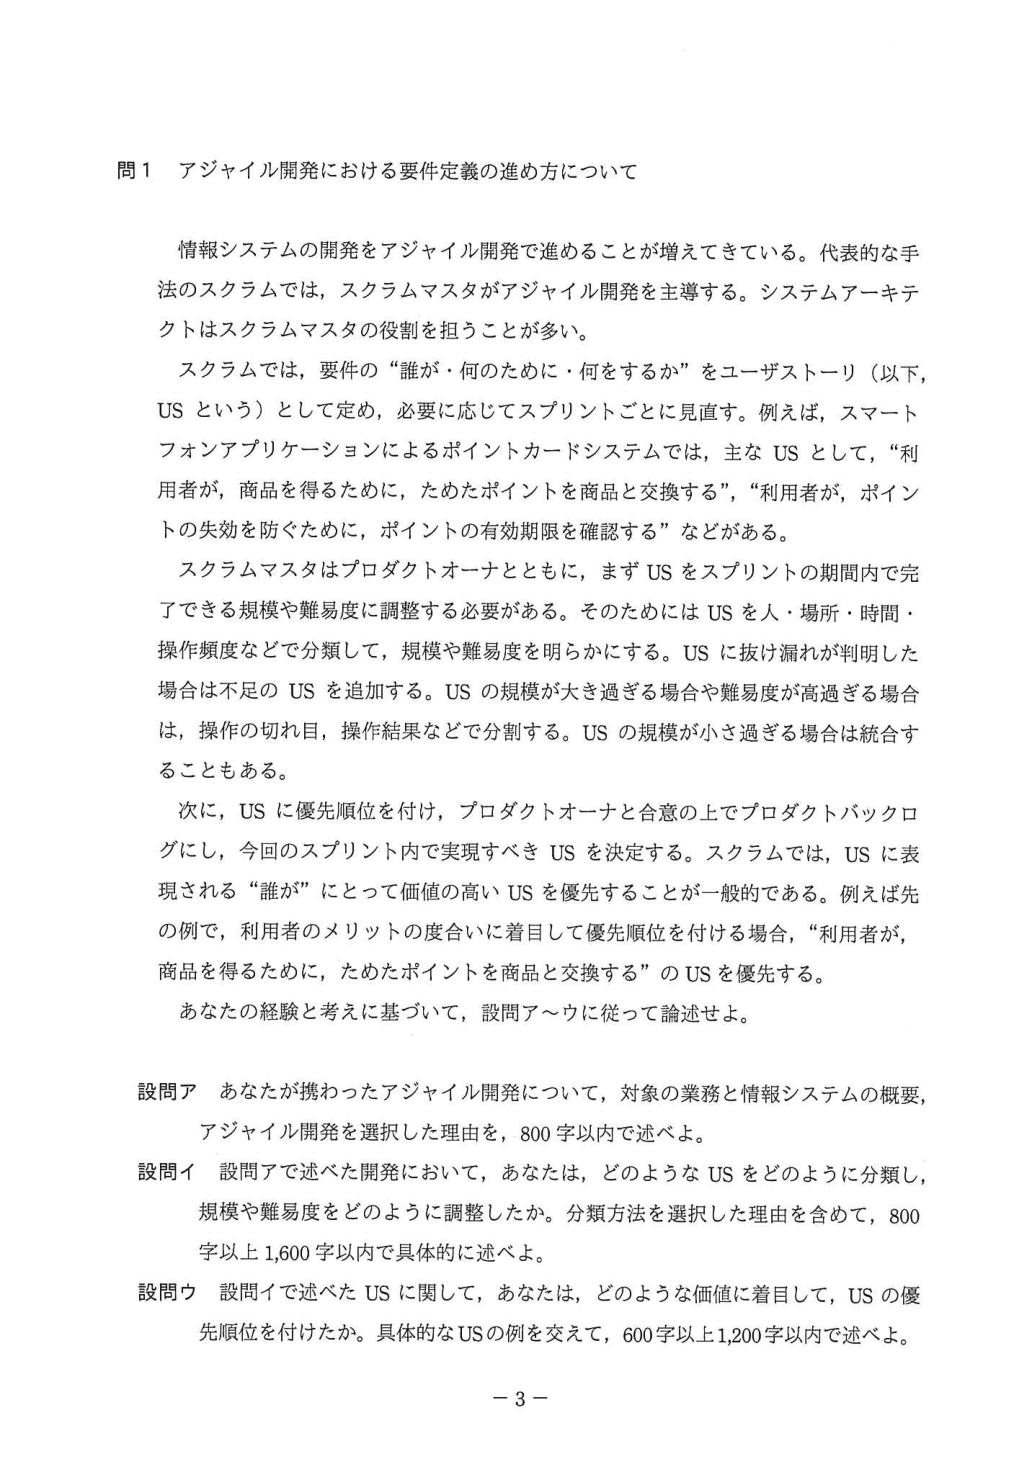 問1 アジャイル開発における要件定義の進め方について
情報システムの開発をアジャイル開発で進めることが増えてきている。代表的な手
法のスクラムでは，スクラムマスタがアジャイル開発を主導する。システムアーキテ
クトはスクラムマスタの役割を担うことが多い。
スクラムでは，要件の“誰が・何のために・何をするか”をユーザストーリ（以下，
US という）として定め，必要に応じてスプリントごとに見直す。例えば，スマート
フォンアプリケーションによるポイントカードシステムでは，主な US として，“利
用者が，商品を得るために，ためたポイントを商品と交換する”，“利用者が，ポイン
トの失効を防ぐために，ポイントの有効期限を確認する”などがある。
スクラムマスタはプロダクトオーナとともに，まず US をスプリントの期間内で完
了できる規模や難易度に調整する必要がある。そのためには US を人・場所・時間・
操作頻度などで分類して，規模や難易度を明らかにする。US に抜け漏れが判明した
場合は不足の US を追加する。US の規模が大き過ぎる場合や難易度が高過ぎる場合
は，操作の切れ目，操作結果などで分割する。US の規模が小さ過ぎる場合は統合す
ることもある。
次に，US に優先順位を付け，プロダクトオーナと合意の上でプロダクトバックロ
グにし，今回のスプリント内で実現すべき US を決定する。スクラムでは，US に表
現される“誰が”にとって価値の高い US を優先することが一般的である。例えば先
の例で，利用者のメリットの度合いに着目して優先順位を付ける場合，“利用者が，
商品を得るために，ためたポイントを商品と交換する”の US を優先する。
あなたの経験と考えに基づいて，設問ア～ウに従って論述せよ。
設問ア あなたが携わったアジャイル開発について，対象の業務と情報システムの概要，
アジャイル開発を選択した理由を，800 字以内で述べよ。
設問イ 設問アで述べた開発において，あなたは，どのような US をどのように分類し，
規模や難易度をどのように調整したか。分類方法を選択した理由を含めて，800
字以上 1,600 字以内で具体的に述べよ。
設問ウ 設問イで述べた US に関して，あなたは，どのような価値に着目して，US の優
先順位を付けたか。具体的なUSの例を交えて，600字以上1,200字以内で述べよ。
－ 3 －